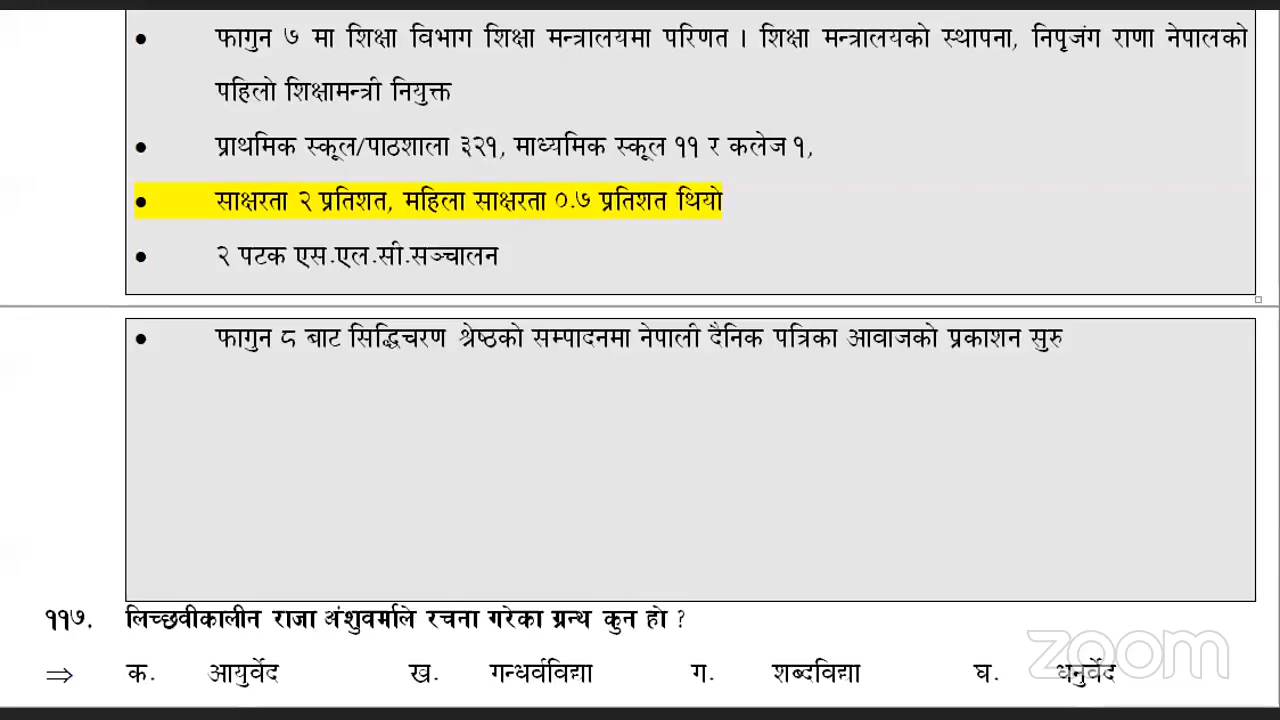 • फागुन ७ मा शिक्षा विभाग शिक्षा मन्त्रालयमा परिणत । शिक्षा मन्त्रालयको स्थापना, निपृजंग राणा नेपालको
पहिलो शिक्षामन्त्री नियुक्त
• प्राथमिक स्कूल/पाठशाला ३२१, माध्यमिक स्कूल ११ र कलेज १,
• साक्षरता २ प्रतिशत, महिला साक्षरता ०.७ प्रतिशत थियो
• २ पटक एस.एल.सी.सञ्चालन
• फागुन ८ बाट सिद्धिचरण श्रेष्ठको सम्पादनमा नेपाली दैनिक पत्रिका आवाजको प्रकाशन सुरु
११७. लिच्छवीकालीन राजा अंशुवर्माले रचना गरेका ग्रन्थ कुन हो ?
⇒ क. आयुर्वेद ख. गन्धर्वविद्या ग. शब्दविद्या घ. धनुर्वेद
zoom